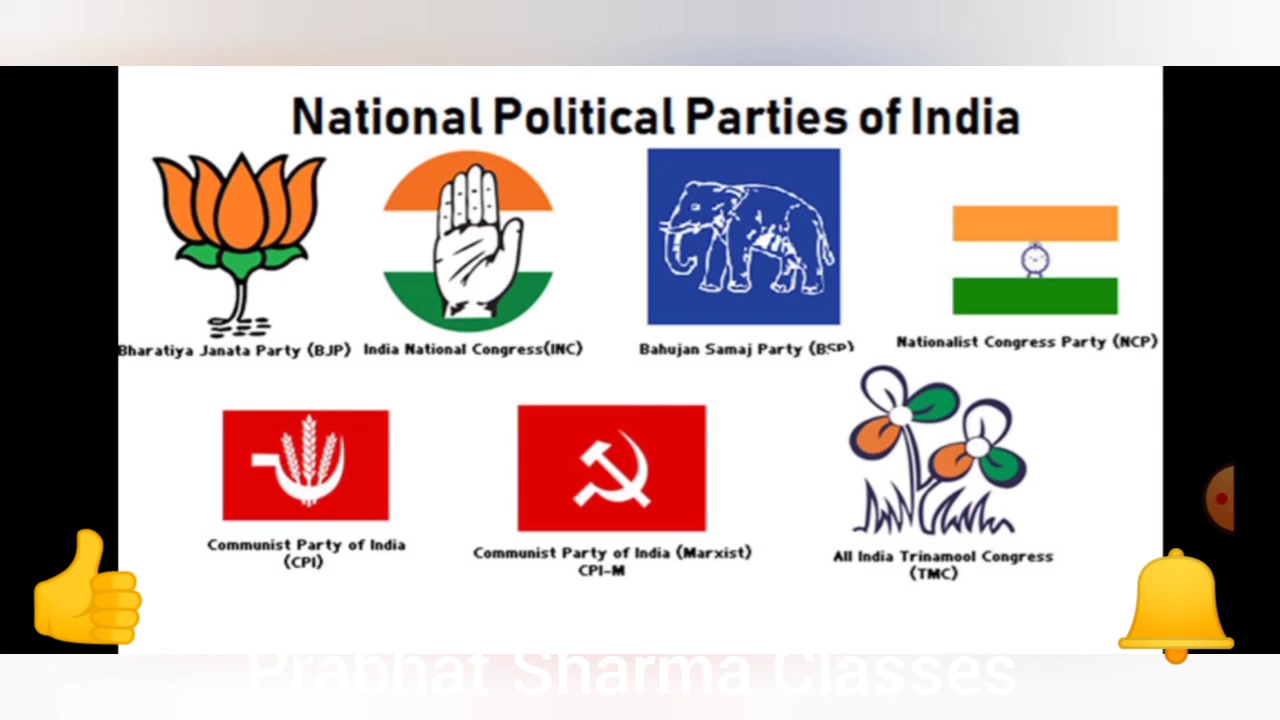 National Political Parties of India
Bharatiya Janata Party (BJP)
India National Congress(INC)
Bahujan Samaj Party (BSP)
Nationalist Congress Party (NCP)
Communist Party of India
(CPI)
Communist Party of India (Marxist)
CPI-M
All India Trinamool Congress
(TMC)
Prabhat Sharma Classes